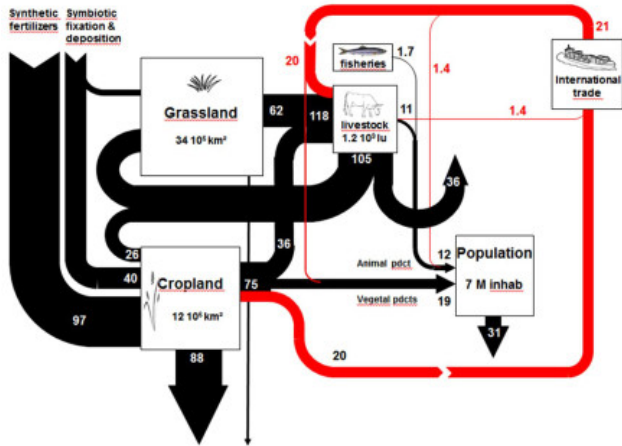 Synthetic
fertilizers
Symbiotic
fixation &
deposition
21
1.7
fisheries
20
1.4
International
trade
Grassland
34 10⁶ km²
62
118
livestock
1.2 10⁹ lu
11
1.4
105
36
36
26
40
Cropland
12 10⁶ km²
75
Animal pdct
12
Population
7 M inhab
Vegetal pdcts
19
97
31
88
20